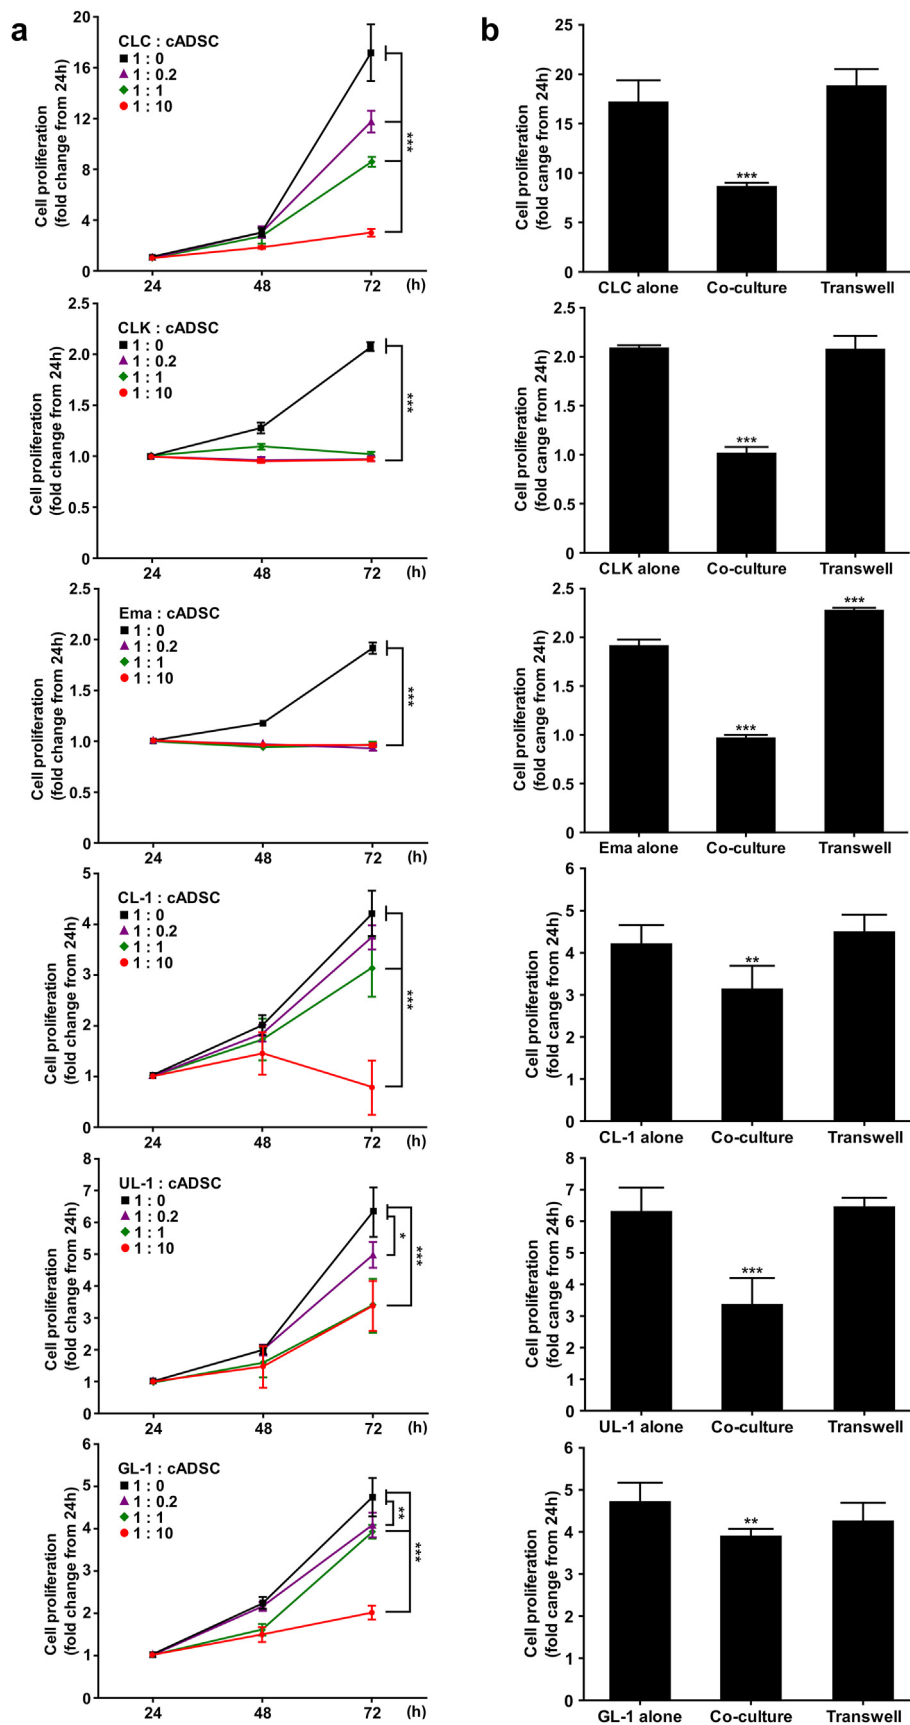 a
CLC : cADSC
1 : 0
1 : 0.2
1 : 1
1 : 10
Cell proliferation
(fold change from 24h)
20
16
12
8
4
0
***
24 48 72 (h)
b
Cell proliferation
(fold cange from 24h)
25
20
15
10
5
0
***
CLC alone Co-culture Transwell
CLK : cADSC
1 : 0
1 : 0.2
1 : 1
1 : 10
Cell proliferation
(fold change from 24h)
2.5
2.0
1.5
1.0
0.5
0
***
24 48 72 (h)
Cell proliferation
(fold cange from 24h)
2.5
2.0
1.5
1.0
0.5
0
***
CLK alone Co-culture Transwell
Ema : cADSC
1 : 0
1 : 0.2
1 : 1
1 : 10
Cell proliferation
(fold change from 24h)
2.5
2.0
1.5
1.0
0.5
0
***
24 48 72 (h)
Cell proliferation
(fold cange from 24h)
2.5
2.0
1.5
1.0
0.5
0
***
***
Ema alone Co-culture Transwell
CL-1 : cADSC
1 : 0
1 : 0.2
1 : 1
1 : 10
Cell proliferation
(fold change from 24h)
5
4
3
2
1
0
***
24 48 72 (h)
Cell proliferation
(fold cange from 24h)
6
5
4
3
2
1
0
**
CL-1 alone Co-culture Transwell
UL-1 : cADSC
1 : 0
1 : 0.2
1 : 1
1 : 10
Cell proliferation
(fold change from 24h)
8
7
6
5
4
3
2
1
0
*
***
24 48 72 (h)
Cell proliferation
(fold cange from 24h)
8
7
6
5
4
3
2
1
0
***
UL-1 alone Co-culture Transwell
GL-1 : cADSC
1 : 0
1 : 0.2
1 : 1
1 : 10
Cell proliferation
(fold change from 24h)
6
5
4
3
2
1
0
**
***
24 48 72 (h)
Cell proliferation
(fold cange from 24h)
6
5
4
3
2
1
0
**
GL-1 alone Co-culture Transwell